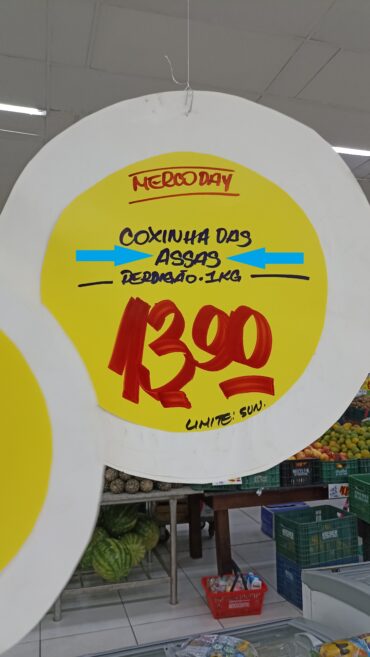 MERCODAY
COXINHA DAS
ASSAS
PERDIGÃO. 1KG
13,90
LIMITE: 5UN.